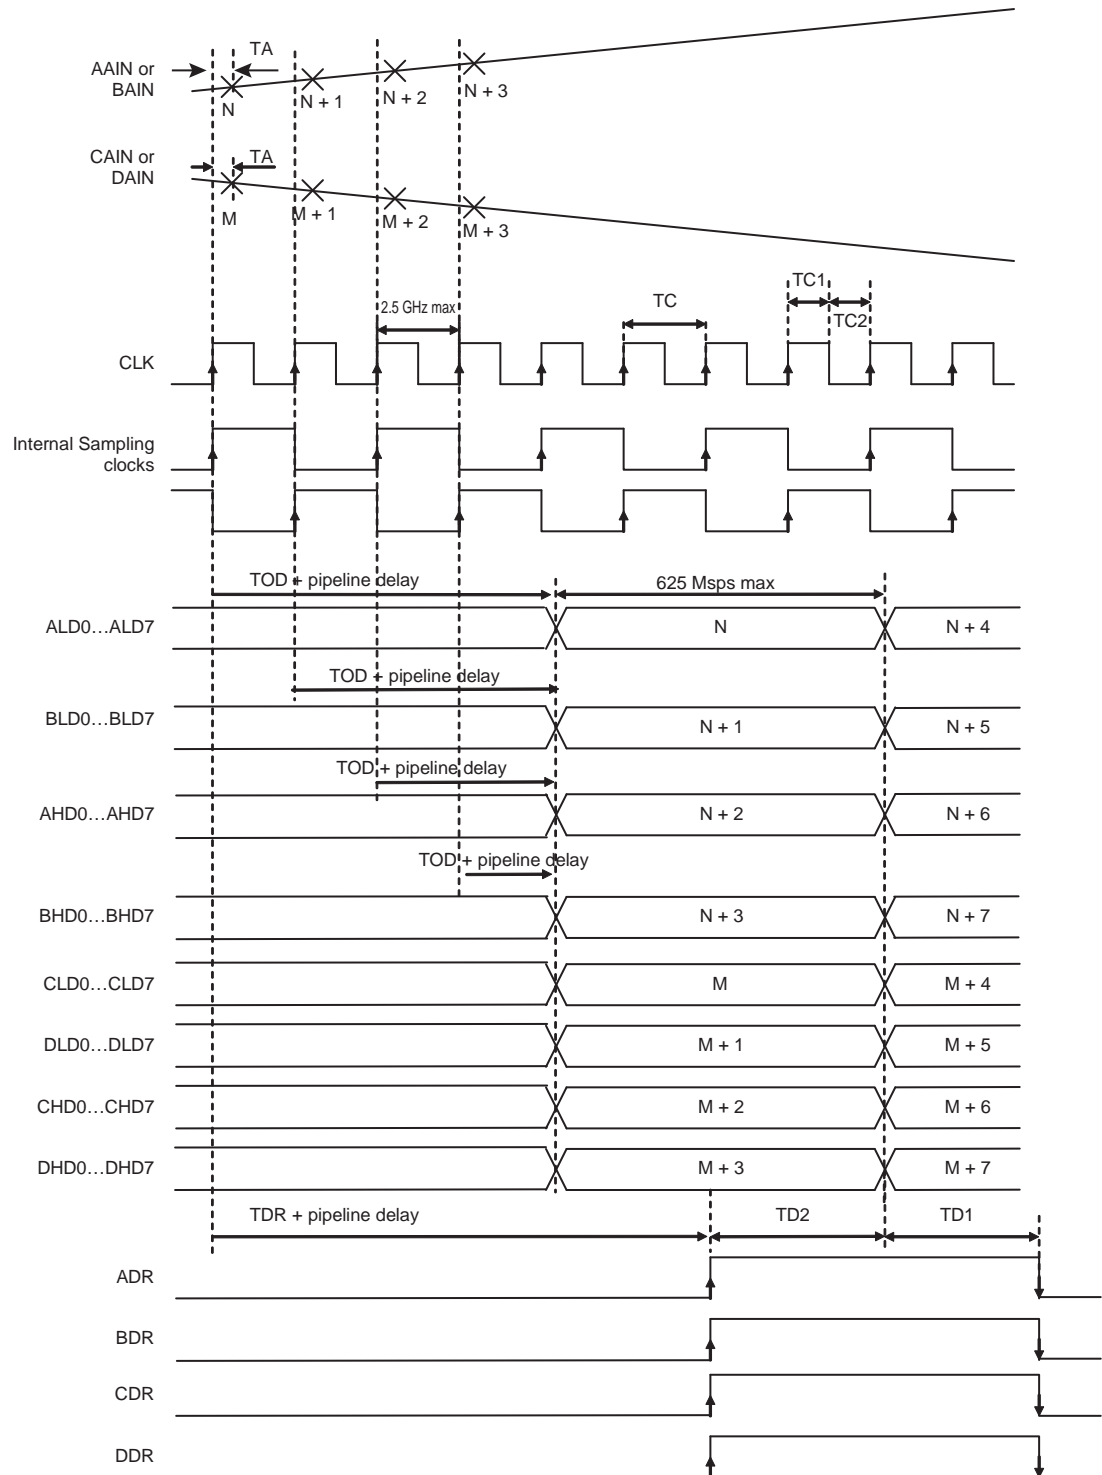 TA
AAIN or
BAIN
N
N + 1
N + 2
N + 3
CAIN or
DAIN
TA
M
M + 1
M + 2
M + 3
TC1
2.5 GHz max
TC
TC2
CLK
Internal Sampling
clocks
TOD + pipeline delay
625 Msps max
ALD0…ALD7
N
N + 4
TOD + pipeline delay
BLD0…BLD7
N + 1
N + 5
TOD + pipeline delay
AHD0…AHD7
N + 2
N + 6
TOD + pipeline delay
BHD0…BHD7
N + 3
N + 7
CLD0…CLD7
M
M + 4
DLD0…DLD7
M + 1
M + 5
CHD0…CHD7
M + 2
M + 6
DHD0…DHD7
M + 3
M + 7
TDR + pipeline delay
TD2
TD1
ADR
BDR
CDR
DDR